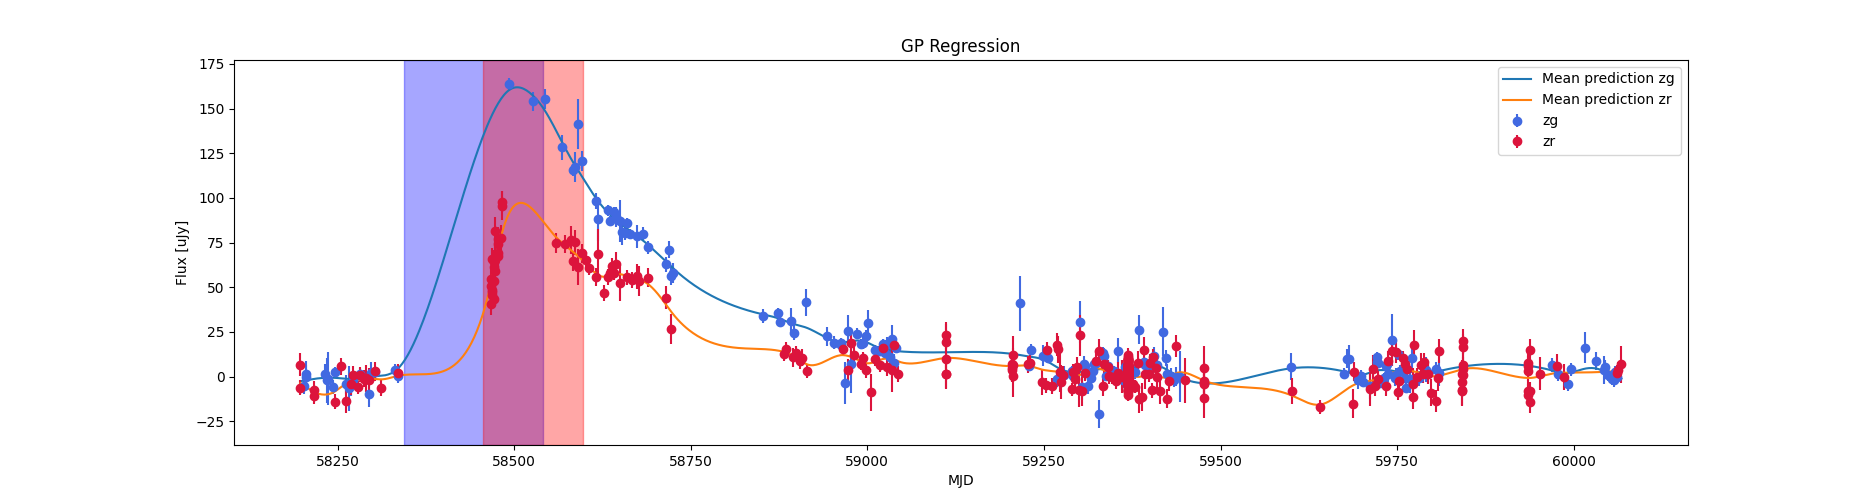 GP Regression
175
150
125
100
75
50
25
0
−25
Flux [uJy]
58250
58500
58750
59000
59250
59500
59750
60000
MJD
Mean prediction zg
Mean prediction zr
zg
zr